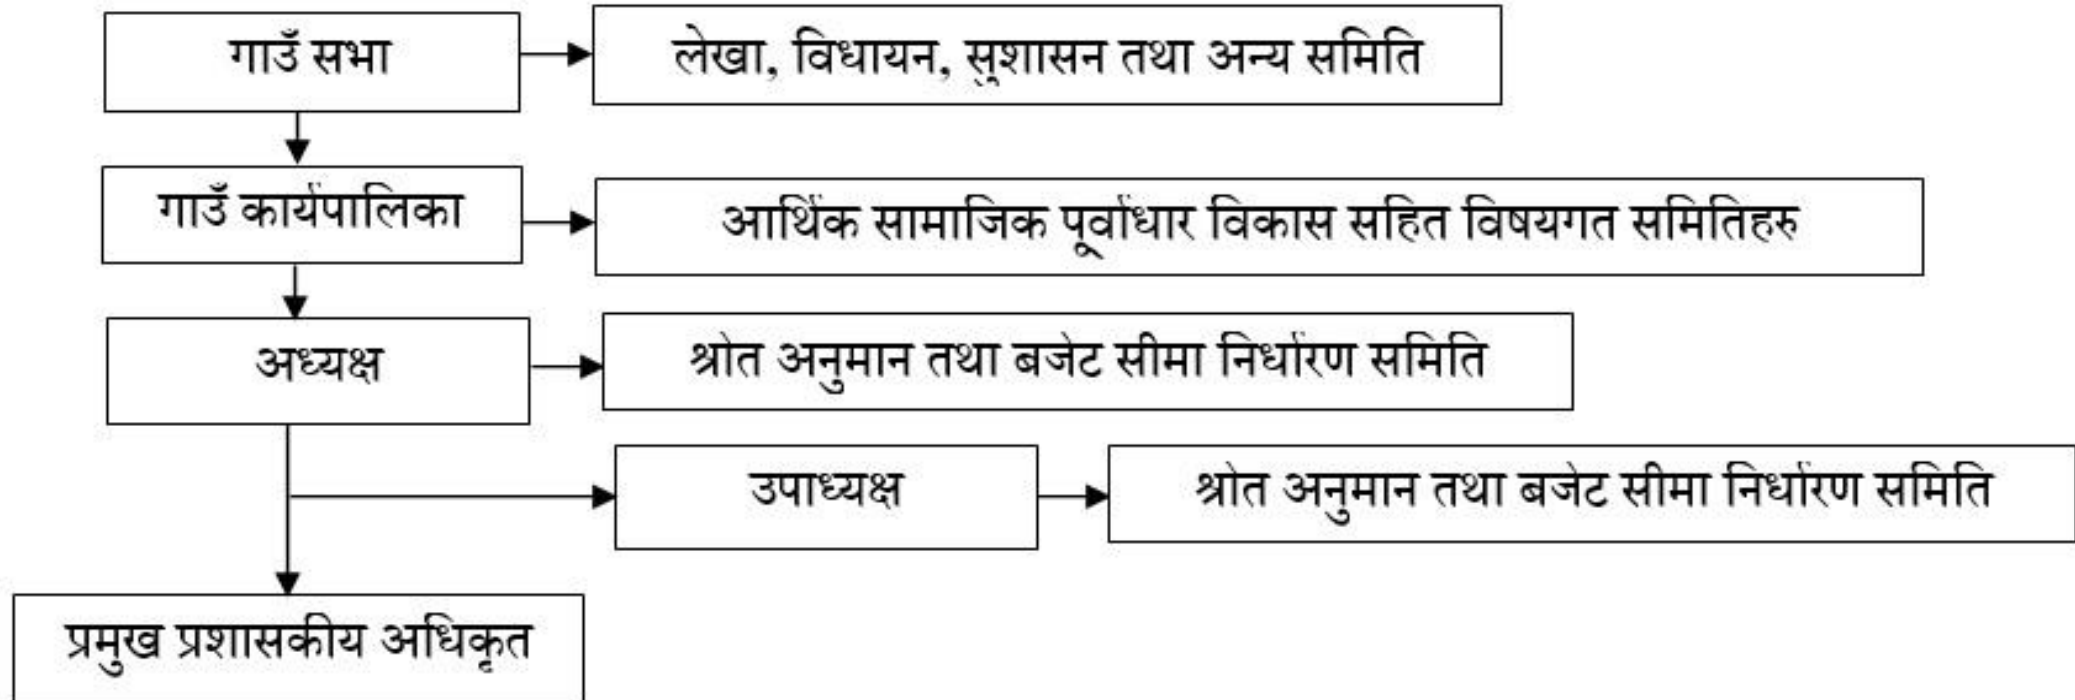 गाउँ सभा
लेखा, विधायन, सुशासन तथा अन्य समिति
गाउँ कार्यपालिका
आर्थिक सामाजिक पूर्वाधार विकास सहित विषयगत समितिहरु
अध्यक्ष
श्रोत अनुमान तथा बजेट सीमा निर्धारण समिति
उपाध्यक्ष
श्रोत अनुमान तथा बजेट सीमा निर्धारण समिति
प्रमुख प्रशासकीय अधिकृत